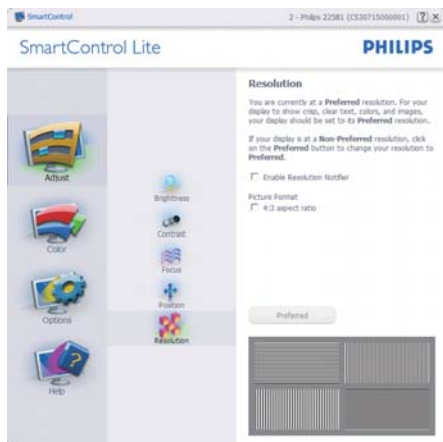 SmartControl
2 - Philips 225B1 (CS30715000001)
SmartControl Lite
PHILIPS
Adjust
Color
Options
Help
Brightness
Contrast
Focus
Position
Resolution
Resolution
You are currently at a Preferred resolution. For your
display to show crisp, clear text, colors, and images,
your display should be set to its Preferred resolution.
If your display is at a Non-Preferred resolution, click
on the Preferred button to change your resolution to
Preferred.
Enable Resolution Notifier
Picture Format
4:3 aspect ratio
Preferred